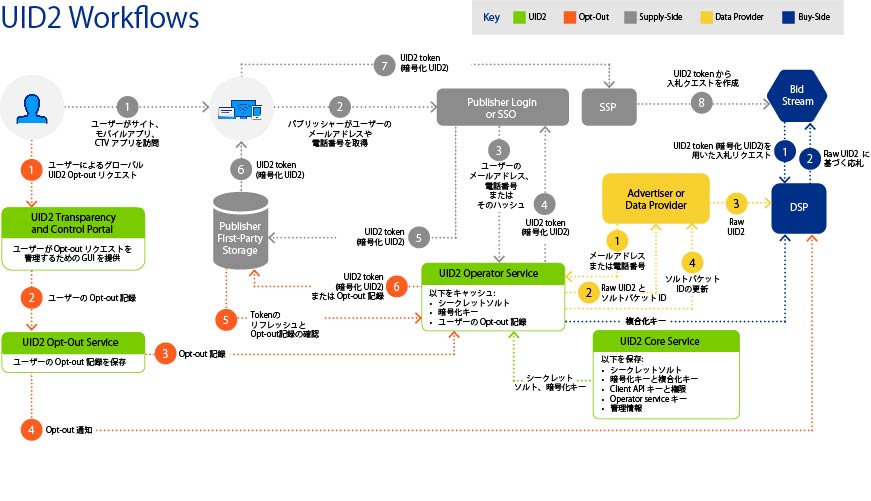 UID2 Workflows
Key
UID2
Opt-Out
Supply-Side
Data Provider
Buy-Side
7
UID2 token
(暗号化 UID2)
1
ユーザーがサイト、
モバイルアプリ、
CTV アプリを訪問
2
パブリッシャーがユーザーの
メールアドレスや
電話番号を取得
Publisher Login
or SSO
SSP
UID2 token から
入札クエストを作成
8
Bid
Stream
1
ユーザーによるグローバル
UID2 Opt-out リクエスト
6
UID2 token
(暗号化 UID2)
3
ユーザーの
メールアドレス、
電話番号
または
そのハッシュ
4
UID2 token
(暗号化 UID2)
UID2 token (暗号化 UID2)を
用いた入札リクエスト
1
2
Raw UID2 に
基づく応札
UID2 Transparency
and Control Portal
ユーザーが Opt-out リクエストを
管理するための GUI を提供
Publisher
First-Party
Storage
UID2 token
(暗号化 UID2)
5
Advertiser or
Data Provider
3
Raw
UID2
DSP
1
メールアドレス
または電話番号
4
ソルトバケット
IDの更新
2
Raw UID2 と
ソルトバケット ID
2
ユーザーの Opt-out 記録
UID2 token
(暗号化 UID2)
または Opt-out 記録
6
5
Tokenの
リフレッシュと
Opt-out記録の確認
UID2 Operator Service
以下をキャッシュ:
• シークレットソルト
• 暗号化キー
• ユーザーの Opt-out 記録
複合化キー
UID2 Opt-Out Service
ユーザーの Opt-out 記録を保存
3
Opt-out 記録
シークレット
ソルト、暗号化キー
UID2 Core Service
以下を保存:
• シークレットソルト
• 暗号化キーと複合化キー
• Client API キーと権限
• Operator service キー
• 管理情報
4
Opt-out 通知